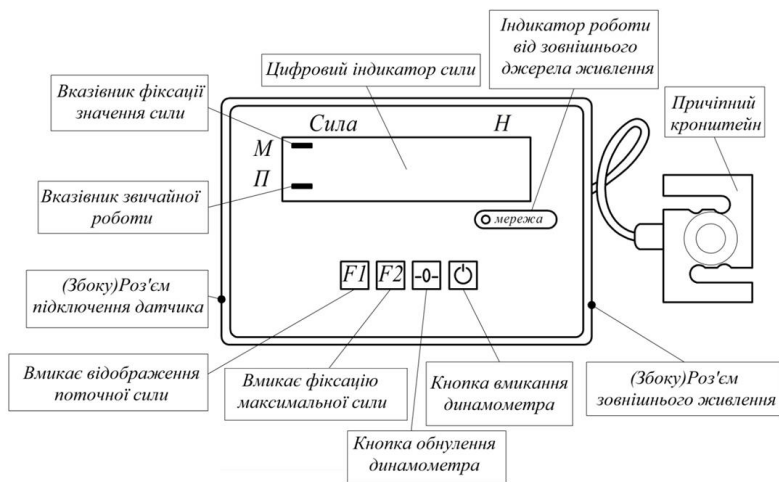 Індикатор роботи
від зовнішнього
джерела живлення
Цифровий індикатор сили
Вказівник фіксації
значення сили
Причіпний
кронштейн
Сила
Н
М
П
Вказівник звичайної
роботи
мережа
F1
F2
-0-
(Збоку)Роз'єм
підключення датчика
Вмикає відображення
поточної сили
Вмикає фіксацію
максимальної сили
Кнопка вмикання
динамометра
(Збоку)Роз'єм
зовнішнього живлення
Кнопка обнулення
динамометра